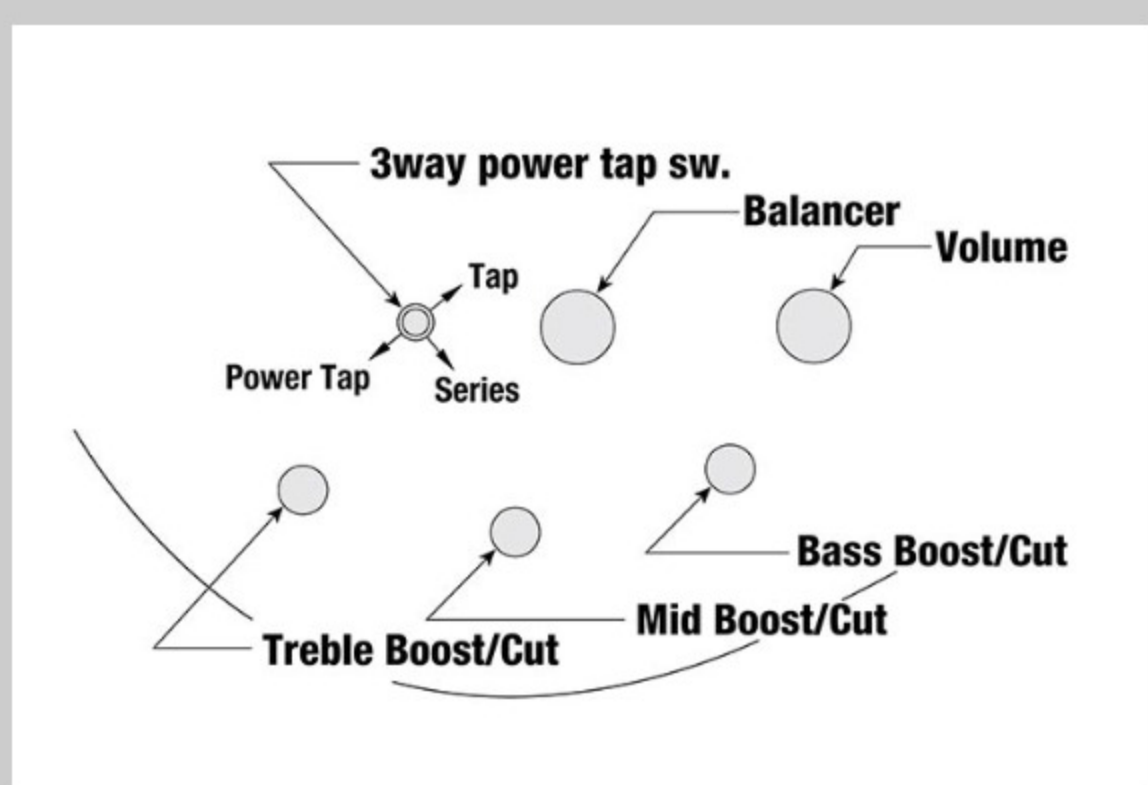 3way power tap sw.
Balancer
Volume
Tap
Power Tap
Series
Bass Boost/Cut
Mid Boost/Cut
Treble Boost/Cut